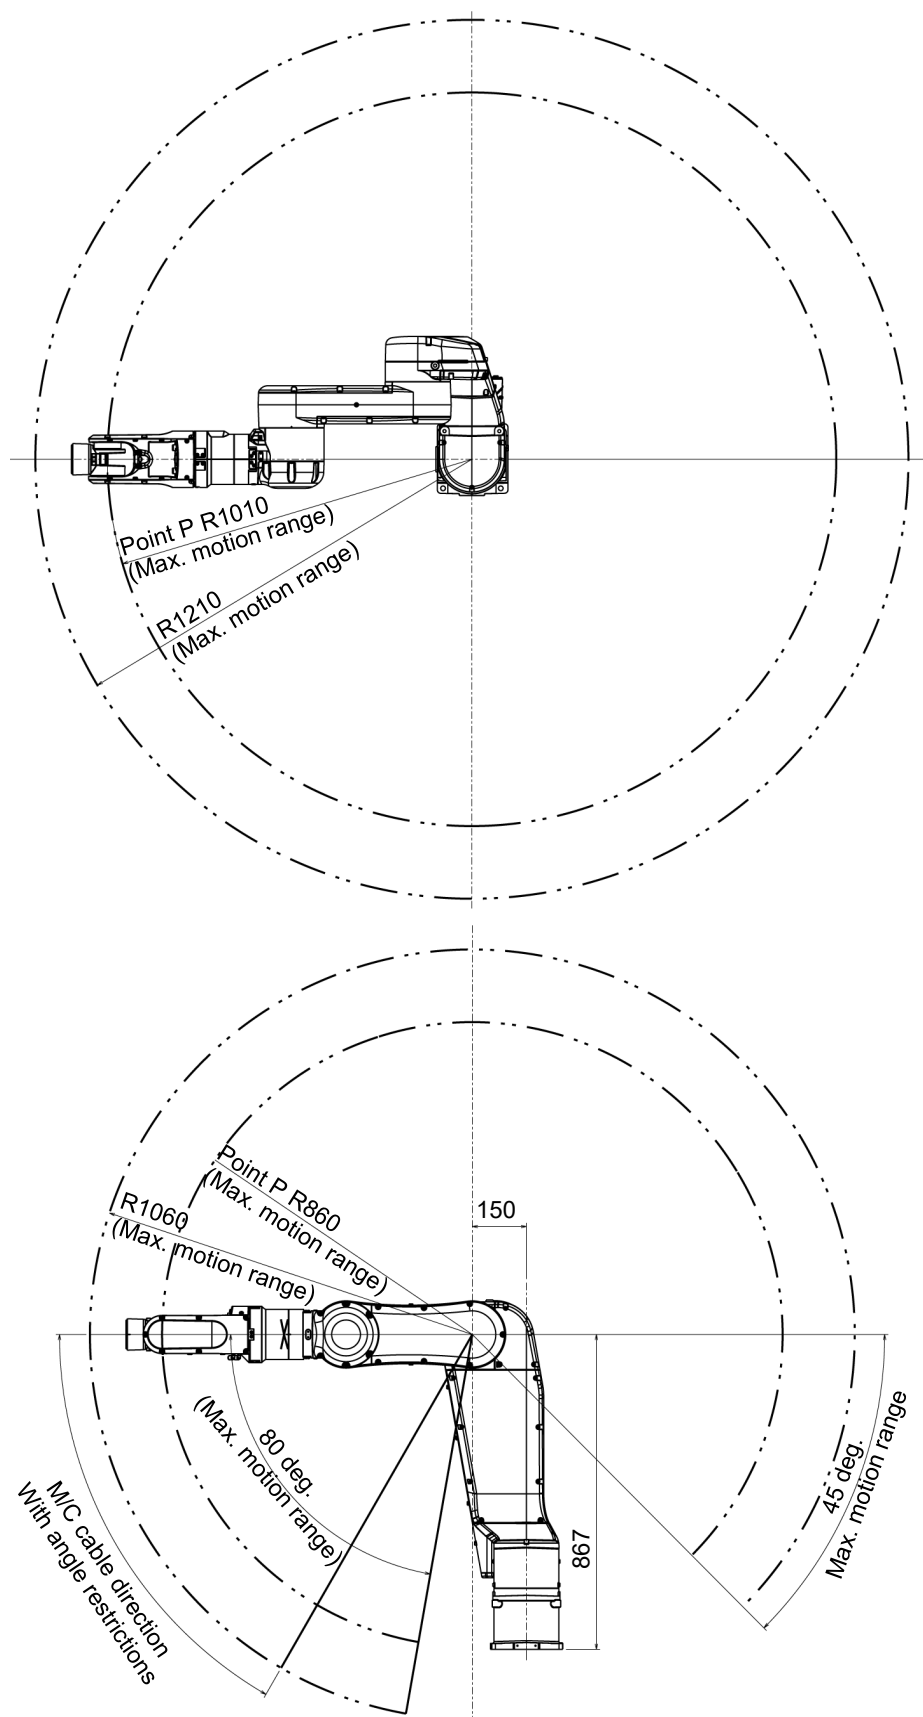 Point P R1010
(Max. motion range)
R1210
(Max. motion range)
Point P R860
(Max. motion range)
R1060
(Max. motion range)
150
80 deg.
(Max. motion range)
45 deg.
Max. motion range
867
M/C cable direction
With angle restrictions